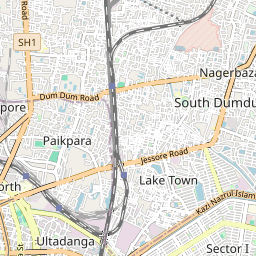 SH1
Nagerbaza
Dum Dum Road
South Dumdu
pore
Paikpara
Jessore Road
Lake Town
orth
Kazi Nazrul Islam
Ultadanga
Sector I